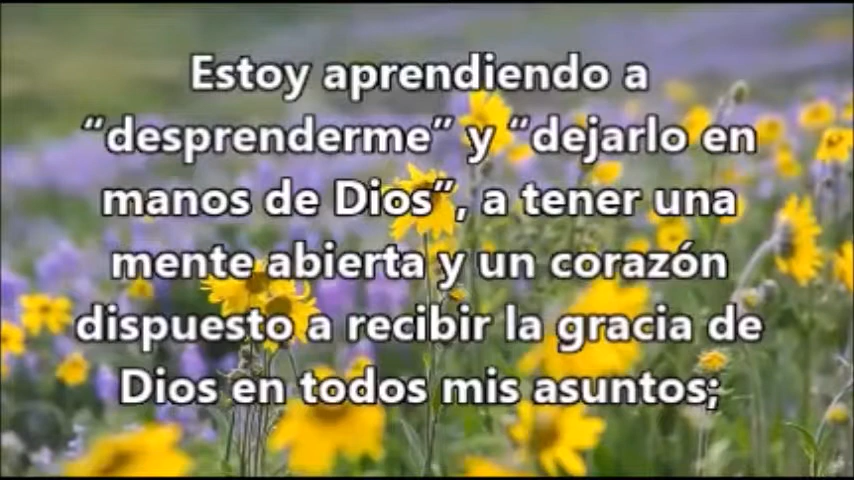 Estoy aprendiendo a
“desprenderme” y “dejarlo en
manos de Dios”, a tener una
mente abierta y un corazón
dispuesto a recibir la gracia de
Dios en todos mis asuntos;